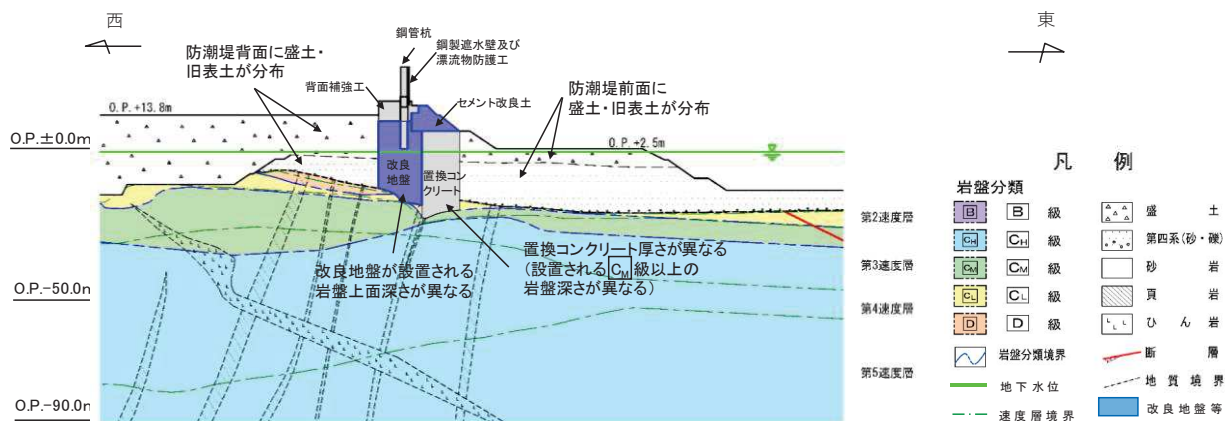 西
東
鋼管杭
鋼製遮水壁及び
漂流物防護工
防潮堤背面に盛土・
旧表土が分布
背面補強工
セメント改良土
防潮堤前面に
盛土・旧表土が分布
O.P.+13.8m
O.P.±0.0m
O.P.+2.5m
改良
地盤
置換コン
クリート
第2速度層
置換コンクリート厚さが異なる
(設置されるCM級以上の
岩盤深さが異なる)
改良地盤が設置される
岩盤上面深さが異なる
第3速度層
O.P.-50.0m
第4速度層
第5速度層
O.P.-90.0m
凡 例
岩盤分類
B B 級
CH CH 級
CM CM 級
CL CL 級
D D 級
岩盤分類境界
地下水位
速度層境界
盛 土
第四系(砂・礫)
砂 岩
頁 岩
ひ ん 岩
断 層
地質境界
改良地盤等